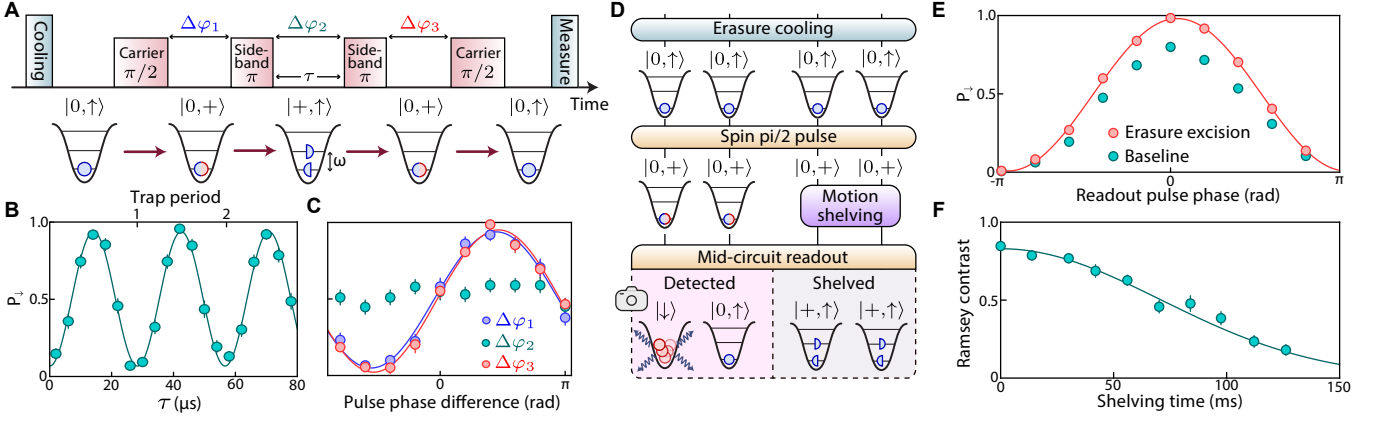 A
Δφ₁
Δφ₂
Δφ₃
Cooling
Carrier
π/2
Side-
band
π
τ
Side-
band
π
Carrier
π/2
Measure
Time
|0,↑⟩
|0,+⟩
|+,↑⟩
|0,+⟩
|0,↑⟩
ω
B
Trap period
1
2
P↓
1.0
0.5
0
0
20
40
60
80
τ (μs)
C
Δφ₁
Δφ₂
Δφ₃
0
π
Pulse phase difference (rad)
D
Erasure cooling
|0,↑⟩ |0,↑⟩ |0,↑⟩ |0,↑⟩
Spin pi/2 pulse
|0,+⟩ |0,+⟩ |0,+⟩ |0,+⟩
Motion
shelving
Mid-circuit readout
Detected
Shelved
|↓⟩ |0,↑⟩ |+,↑⟩ |+,↑⟩
E
P↓
1.0
0.5
0
Erasure excision
Baseline
-π
0
π
Readout pulse phase (rad)
F
Ramsey contrast
1.0
0.5
0
0
50
100
150
Shelving time (ms)